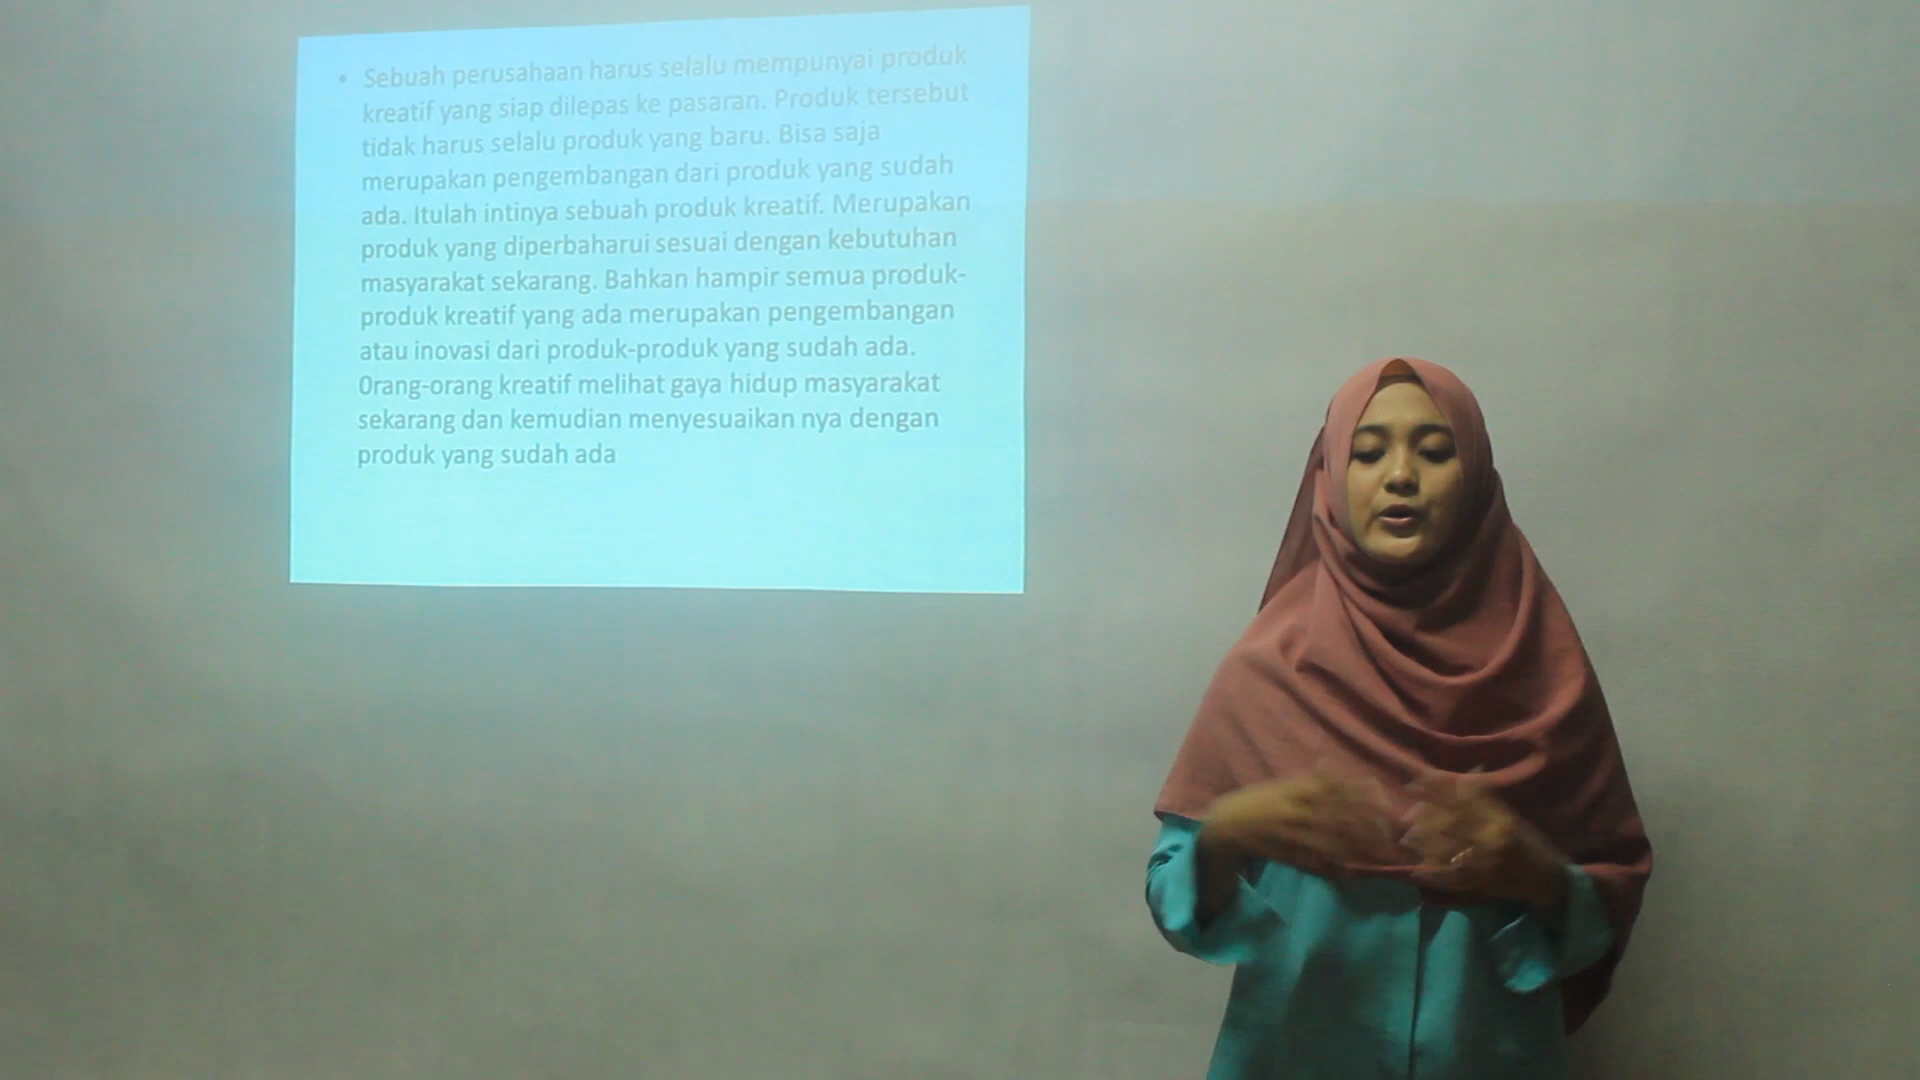 • Sebuah perusahaan harus selalu mempunyai produk
kreatif yang siap dilepas ke pasaran. Produk tersebut
tidak harus selalu produk yang baru. Bisa saja
merupakan pengembangan dari produk yang sudah
ada. Itulah intinya sebuah produk kreatif. Merupakan
produk yang diperbaharui sesuai dengan kebutuhan
masyarakat sekarang. Bahkan hampir semua produk-
produk kreatif yang ada merupakan pengembangan
atau inovasi dari produk-produk yang sudah ada.
0rang-orang kreatif melihat gaya hidup masyarakat
sekarang dan kemudian menyesuaikan nya dengan
produk yang sudah ada